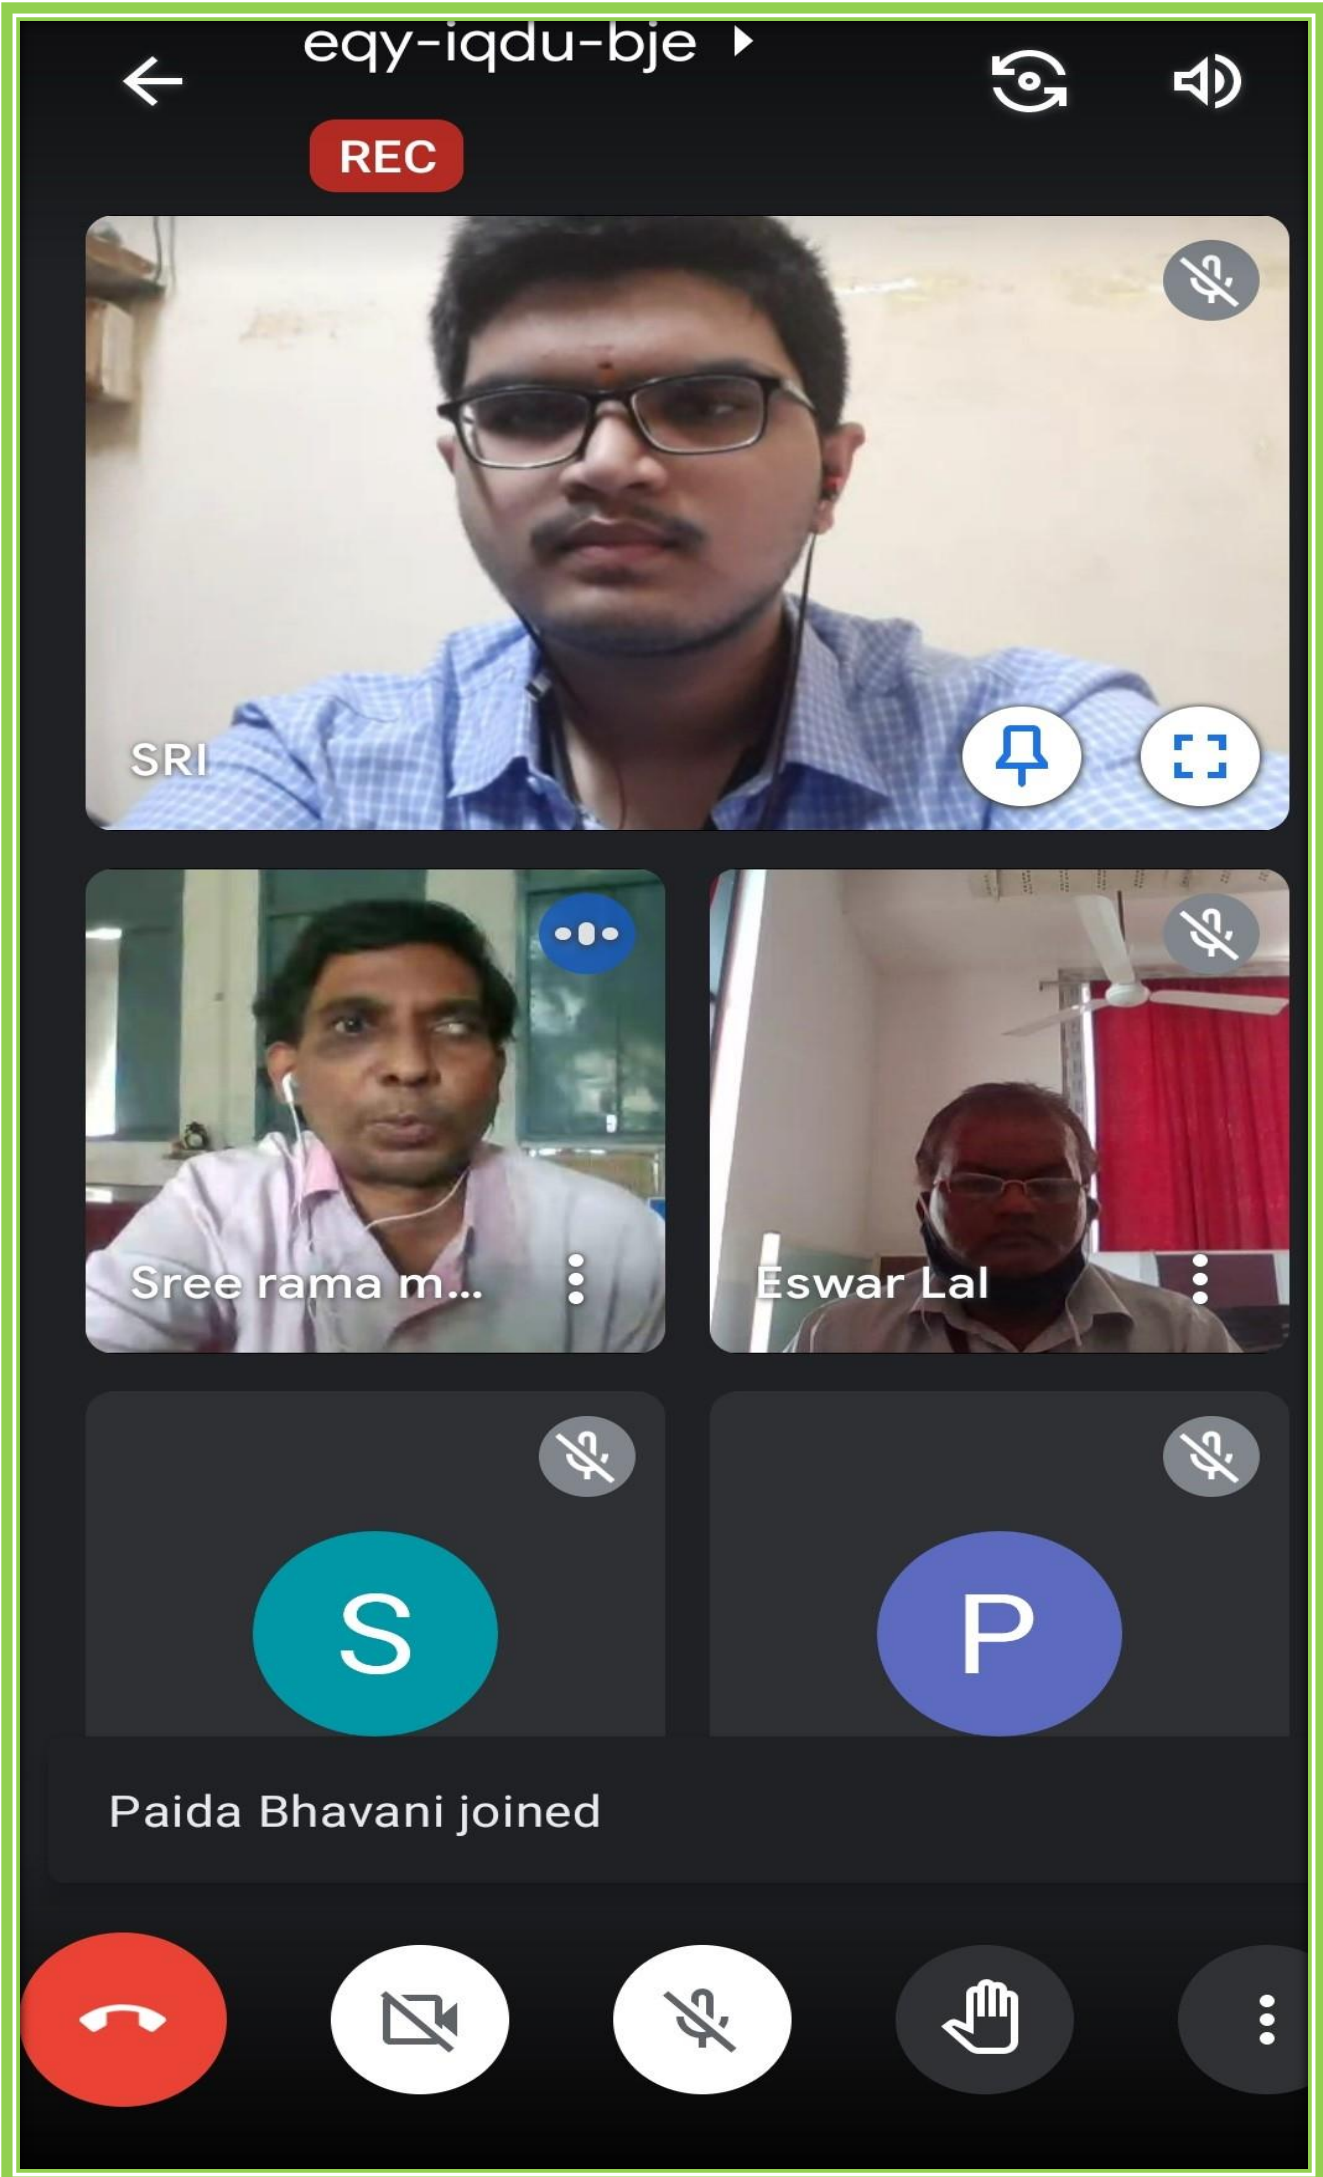 eqy-iqdu-bje
REC
SRI
Sree rama m...
Eswar Lal
S
P
Paida Bhavani joined